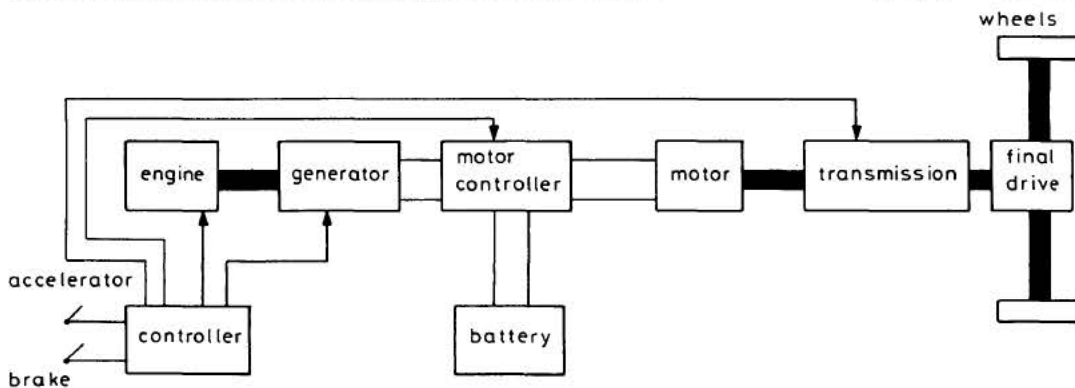 wheels
engine
generator
motor
controller
motor
transmission
final
drive
accelerator
controller
battery
brake